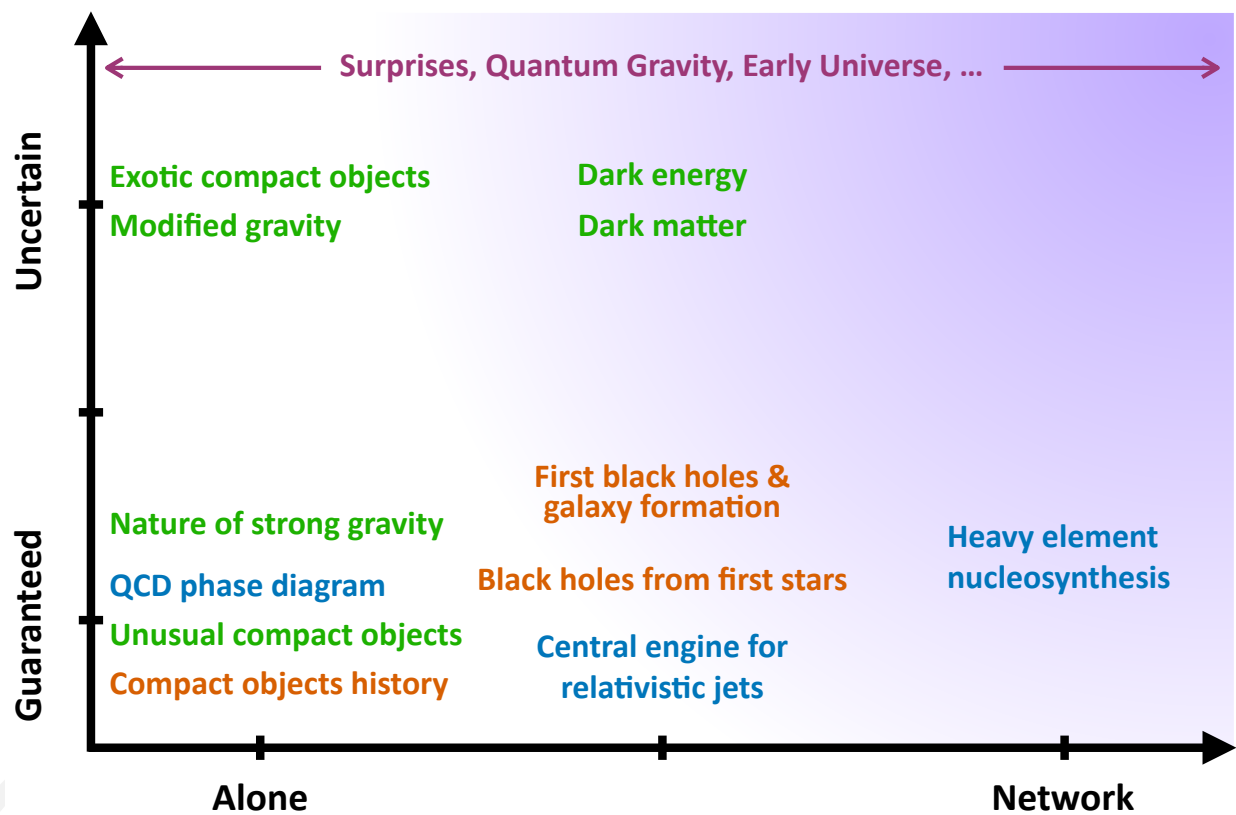 Surprises, Quantum Gravity, Early Universe, ...
Uncertain
Exotic compact objects
Modified gravity
Dark energy
Dark matter
Guaranteed
Nature of strong gravity
QCD phase diagram
Unusual compact objects
Compact objects history
First black holes &
galaxy formation
Black holes from first stars
Central engine for
relativistic jets
Heavy element
nucleosynthesis
Alone
Network